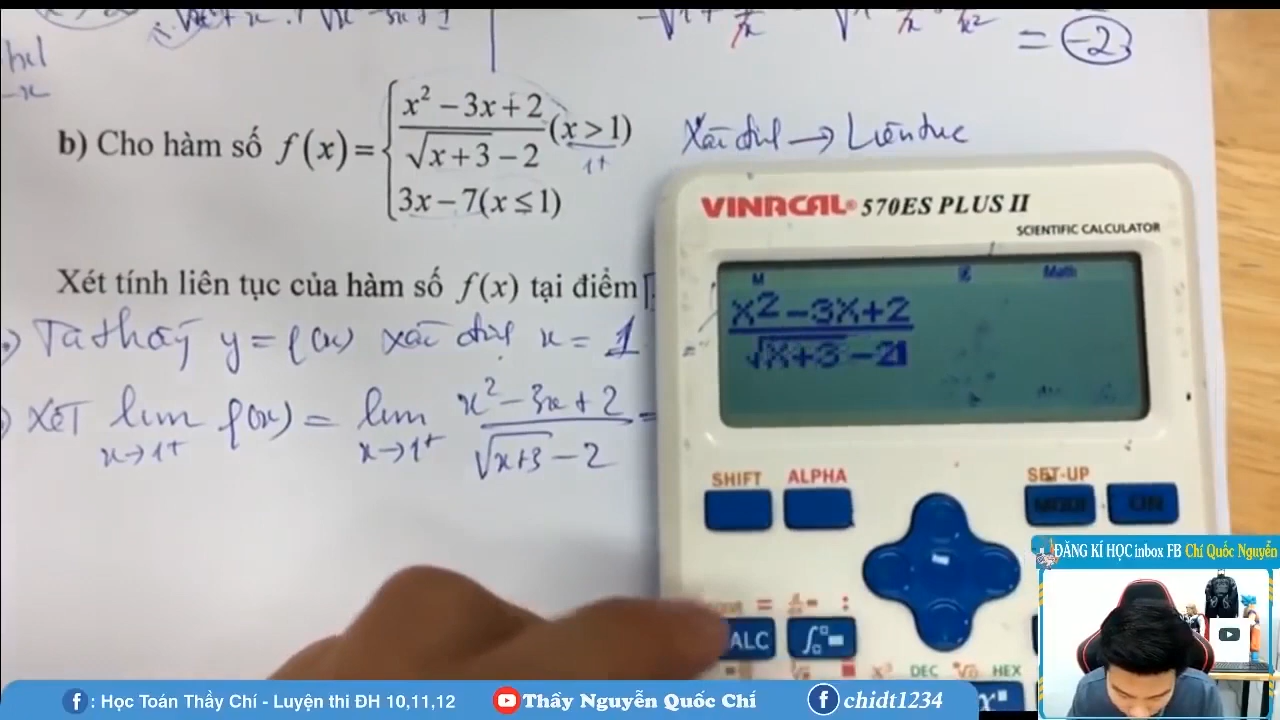 = -2
b) Cho hàm số f(x) = { x² − 3x + 2 / √x + 3 − 2 (x > 1)
1+
3x − 7(x ≤ 1)
Xác định → Liên tục
Xét tính liên tục của hàm số f(x) tại điểm
Ta thấy y = f(x) xác định x = 1
Xét lim x→1+ f(x) = lim x→1+ x² − 3x + 2 / √x+3 − 2 =
VINACAL® 570ES PLUS II
SCIENTIFIC CALCULATOR
M Math
X²−3X+2
√X+3 −2
SHIFT ALPHA SET-UP
MODE ON
= :
ALC
DEC HEX
ĐĂNG KÍ HỌC inbox FB Chí Quốc Nguyễn
f : Học Toán Thầy Chí - Luyện thi ĐH 10,11,12
Thầy Nguyễn Quốc Chí
f chidt1234